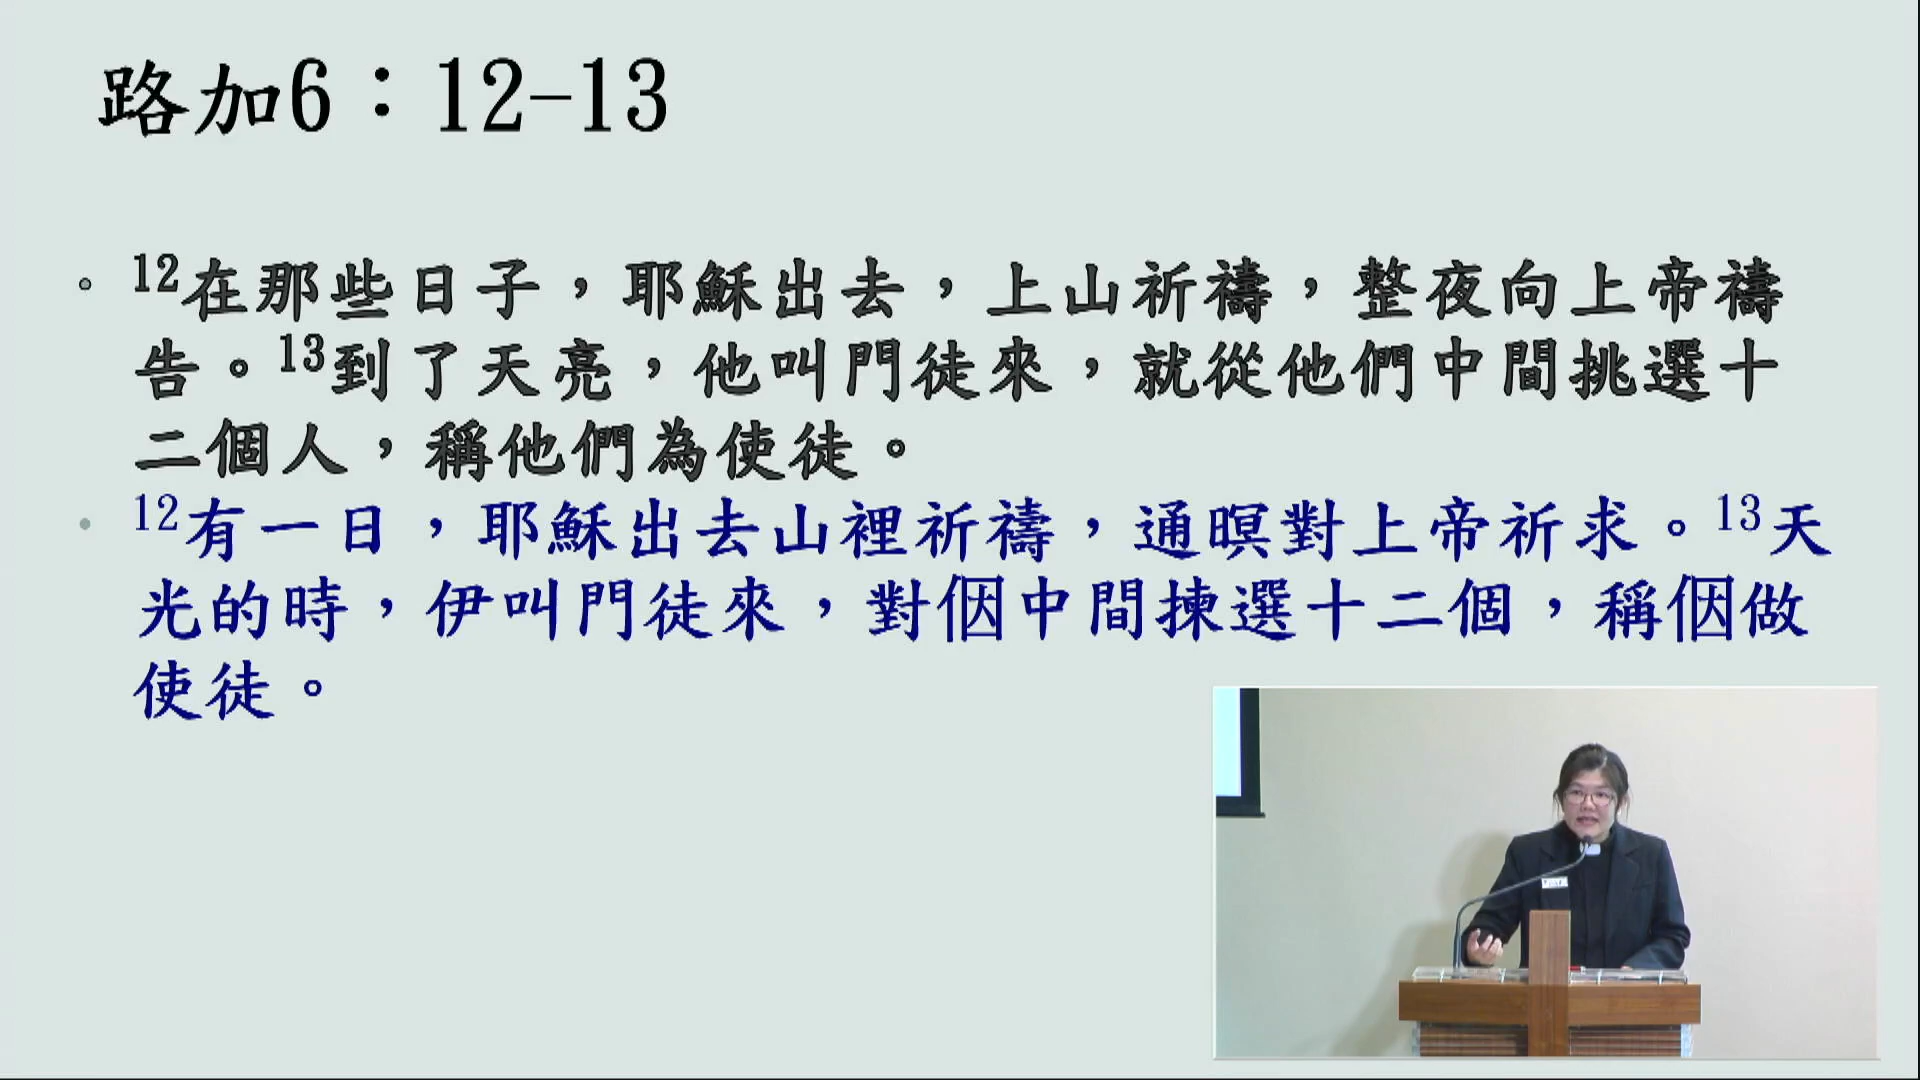 路加6：12-13
12在那些日子，耶穌出去，上山祈禱，整夜向上帝禱
告。13到了天亮，他叫門徒來，就從他們中間挑選十
二個人，稱他們為使徒。
12有一日，耶穌出去山裡祈禱，通暝對上帝祈求。13天
光的時，伊叫門徒來，對𪜶中間揀選十二個，稱𪜶做
使徒。